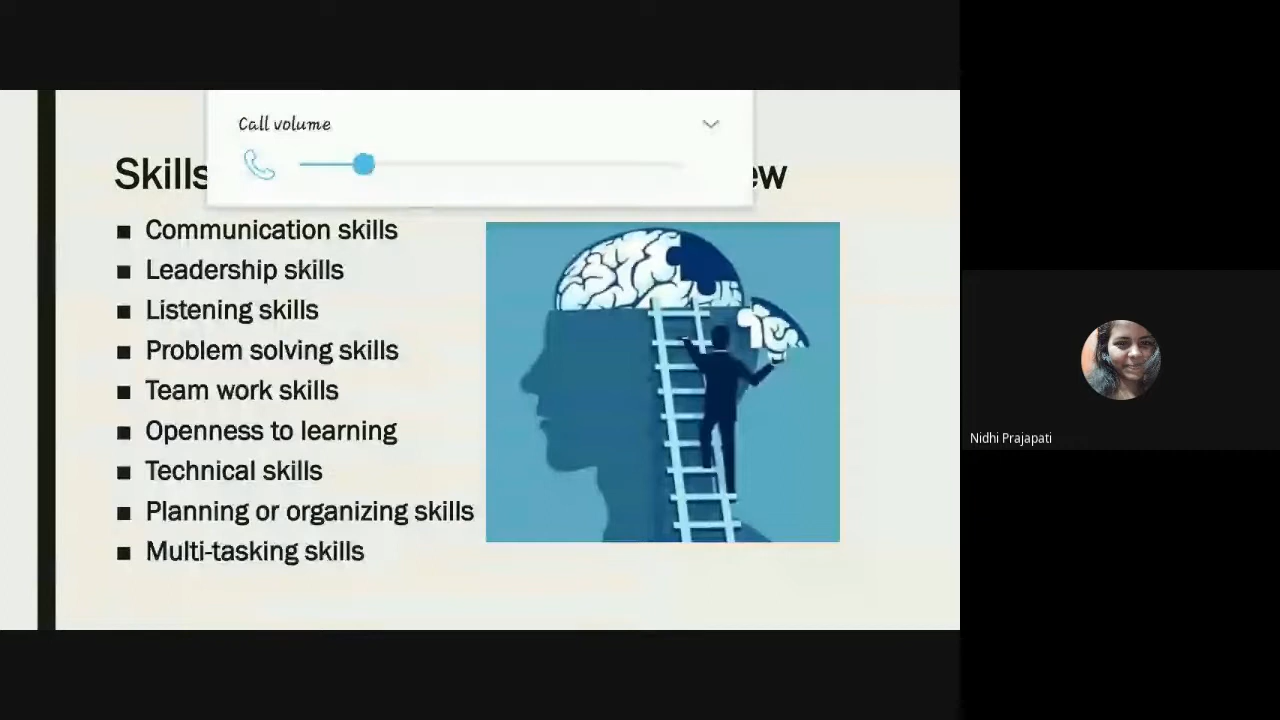 Call volume
Skills
Communication skills
Leadership skills
Listening skills
Problem solving skills
Team work skills
Openness to learning
Technical skills
Planning or organizing skills
Multi-tasking skills
Nidhi Prajapati